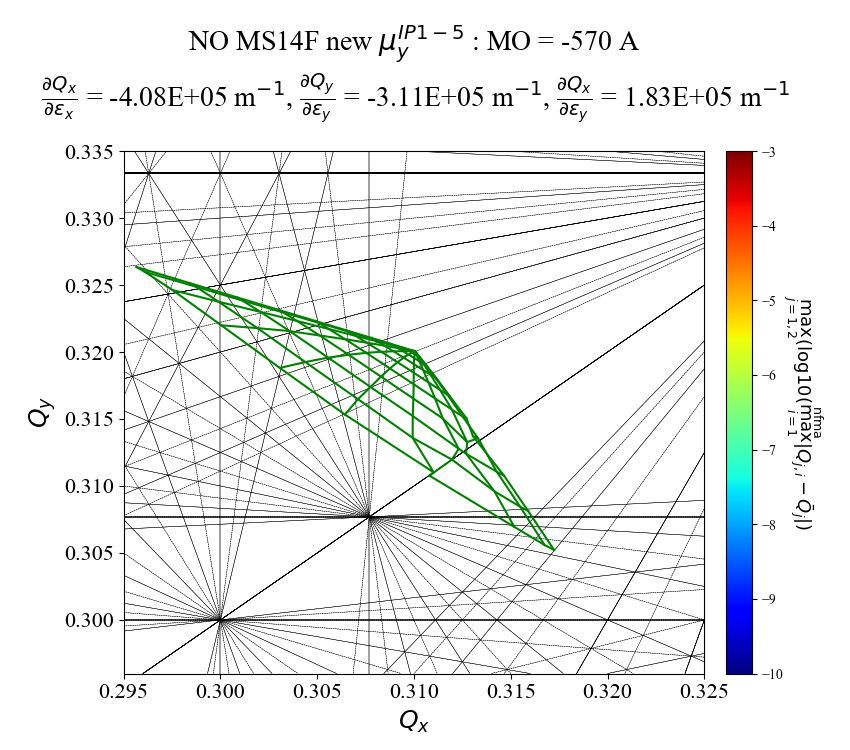 NO MS14F new μ_y^{IP1−5} : MO = -570 A
∂Q_x/∂ε_x = -4.08E+05 m^{−1}, ∂Q_y/∂ε_y = -3.11E+05 m^{−1}, ∂Q_x/∂ε_y = 1.83E+05 m^{−1}
0.335
0.330
0.325
0.320
0.315
0.310
0.305
0.300
Q_y
0.295 0.300 0.305 0.310 0.315 0.320 0.325
Q_x
−3
−4
−5
−6
−7
−8
−9
−10
max_{j=1,2}(log10(max_{i=1}^{nfma}|Q_{j,i} − Q̄_i|)